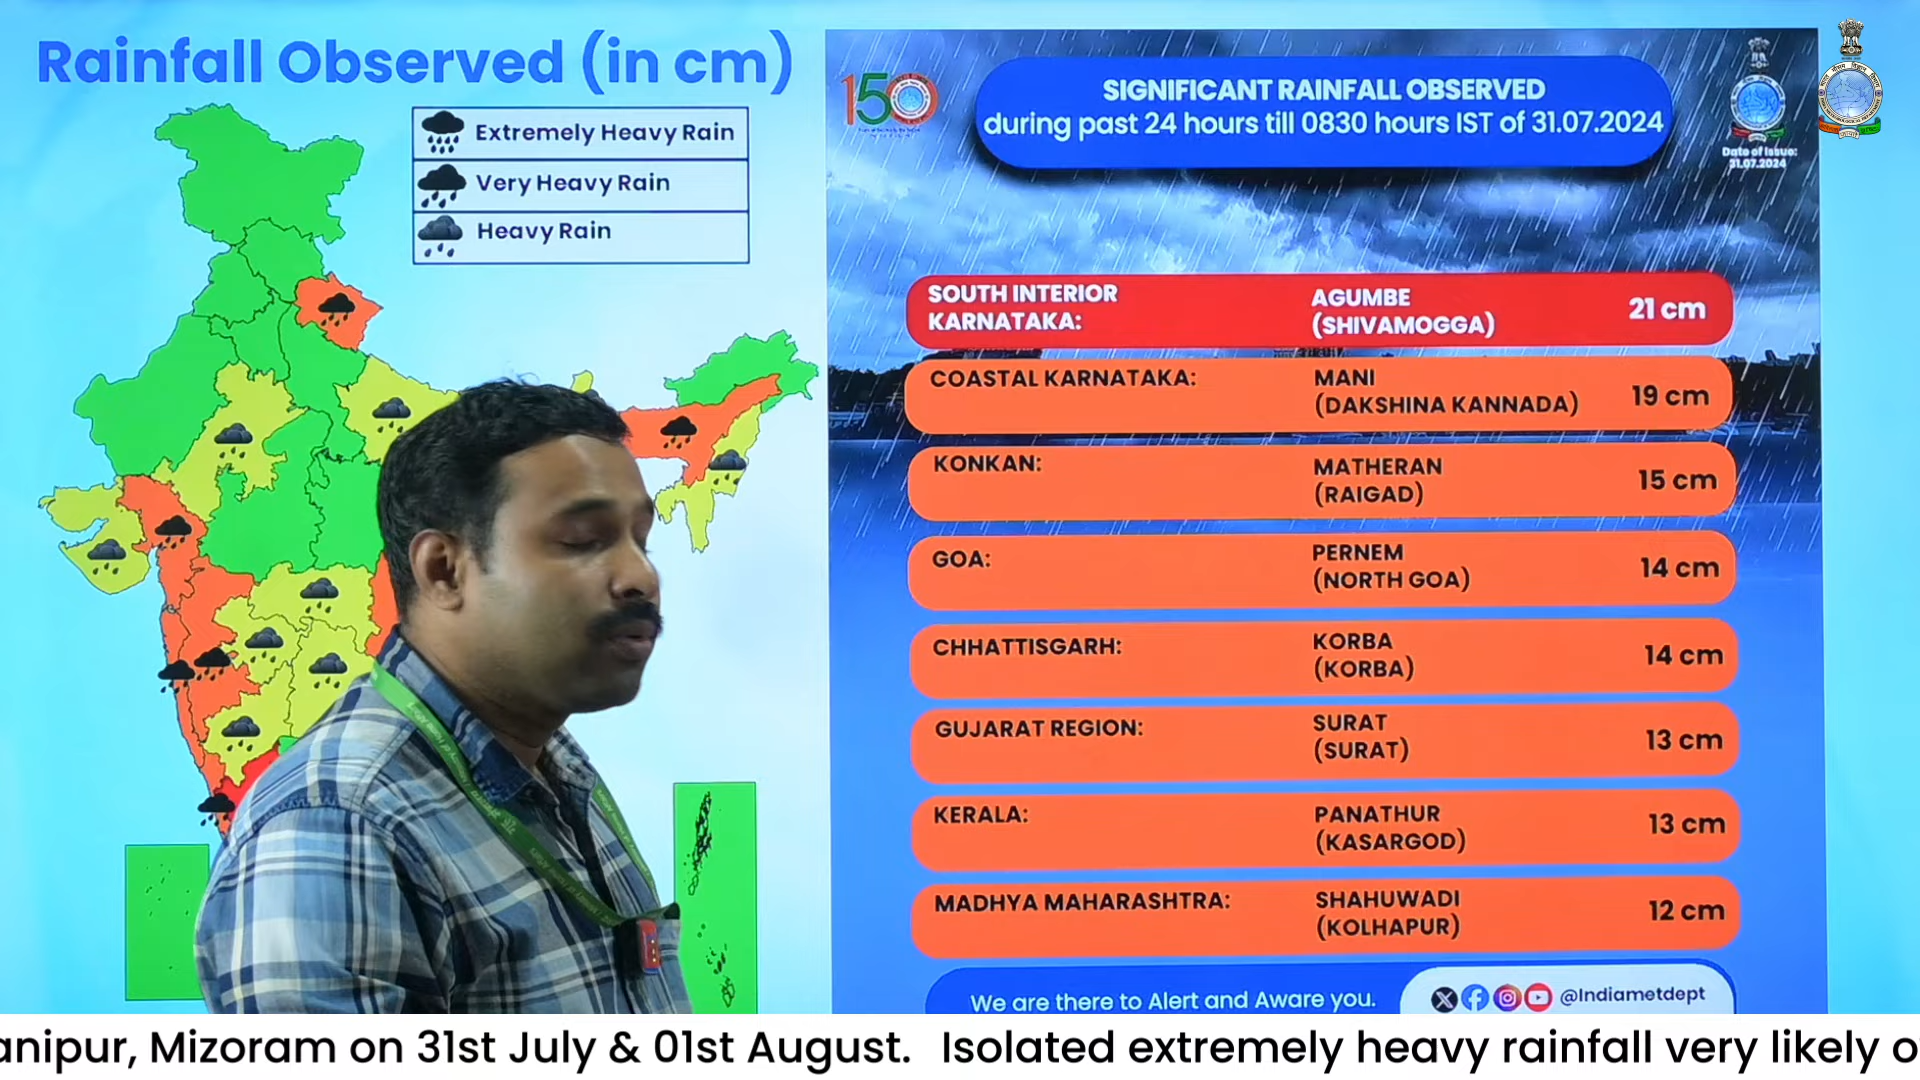 Rainfall Observed (in cm)
Extremely Heavy Rain
Very Heavy Rain
Heavy Rain
150
SIGNIFICANT RAINFALL OBSERVED
during past 24 hours till 0830 hours IST of 31.07.2024
Date of Issue:
31.07.2024
SOUTH INTERIOR
KARNATAKA:
AGUMBE
(SHIVAMOGGA)
21 cm
COASTAL KARNATAKA:
MANI
(DAKSHINA KANNADA)
19 cm
KONKAN:
MATHERAN
(RAIGAD)
15 cm
GOA:
PERNEM
(NORTH GOA)
14 cm
CHHATTISGARH:
KORBA
(KORBA)
14 cm
GUJARAT REGION:
SURAT
(SURAT)
13 cm
KERALA:
PANATHUR
(KASARGOD)
13 cm
MADHYA MAHARASHTRA:
SHAHUWADI
(KOLHAPUR)
12 cm
We are there to Alert and Aware you.
@Indiametdept
anipur, Mizoram on 31st July & 01st August. Isolated extremely heavy rainfall very likely o